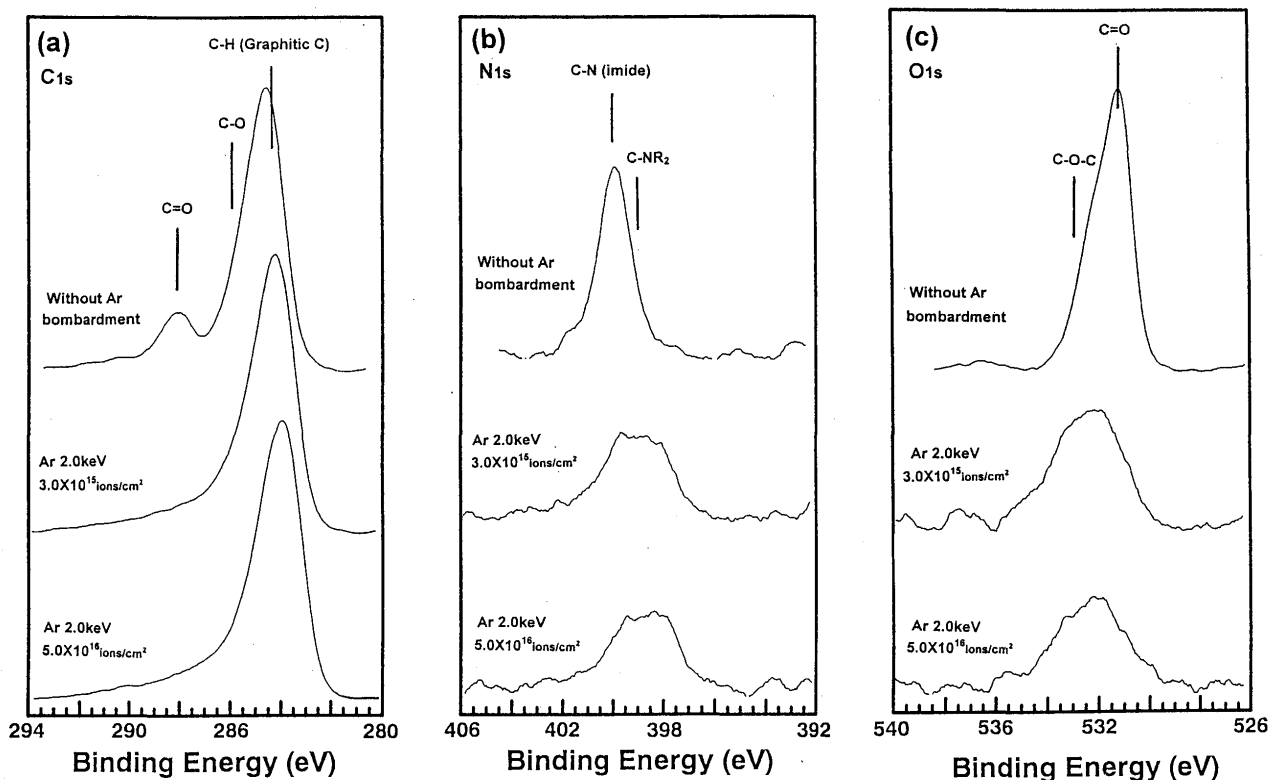 (a)
C1s
C-H (Graphitic C)
C-O
C=O
Without Ar
bombardment
Ar 2.0keV
3.0X10¹⁵ions/cm²
Ar 2.0keV
5.0X10¹⁶ions/cm²
294 290 286 284 280
Binding Energy (eV)
(b)
N1s
C-N (imide)
C-NR₂
Without Ar
bombardment
Ar 2.0keV
3.0X10¹⁵ions/cm²
Ar 2.0keV
5.0X10¹⁶ions/cm²
406 400 398 392
Binding Energy (eV)
(c)
O1s
C=O
C-O-C
Without Ar
bombardment
Ar 2.0keV
3.0X10¹⁵ions/cm²
Ar 2.0keV
5.0X10¹⁶ions/cm²
540 536 531 526
Binding Energy (eV)